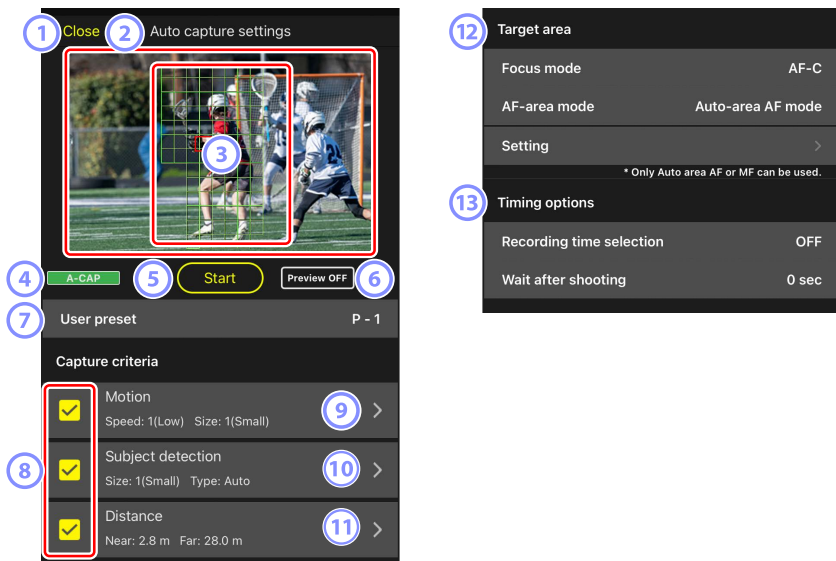 1 Close 2 Auto capture settings
3
4 A-CAP 5 Start Preview OFF 6
7 User preset P - 1
Capture criteria
8
Motion
Speed: 1(Low) Size: 1(Small) 9
Subject detection
Size: 1(Small) Type: Auto 10
Distance
Near: 2.8 m Far: 28.0 m 11
12 Target area
Focus mode AF-C
AF-area mode Auto-area AF mode
Setting
* Only Auto area AF or MF can be used.
13 Timing options
Recording time selection OFF
Wait after shooting 0 sec